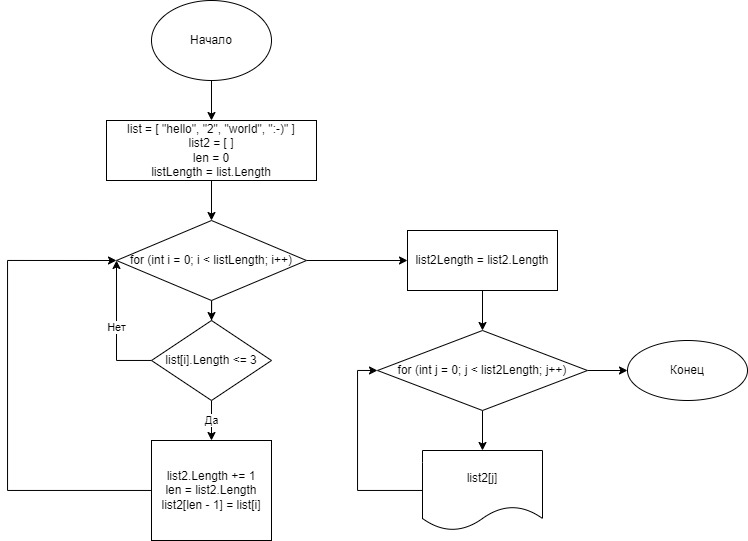 Начало
list = [ "hello", "2", "world", ":-)" ]
list2 = [ ]
len = 0
listLength = list.Length
for (int i = 0; i < listLength; i++)
Нет
list[i].Length <= 3
Да
list2.Length += 1
len = list2.Length
list2[len - 1] = list[i]
list2Length = list2.Length
for (int j = 0; j < list2Length; j++)
Конец
list2[j]